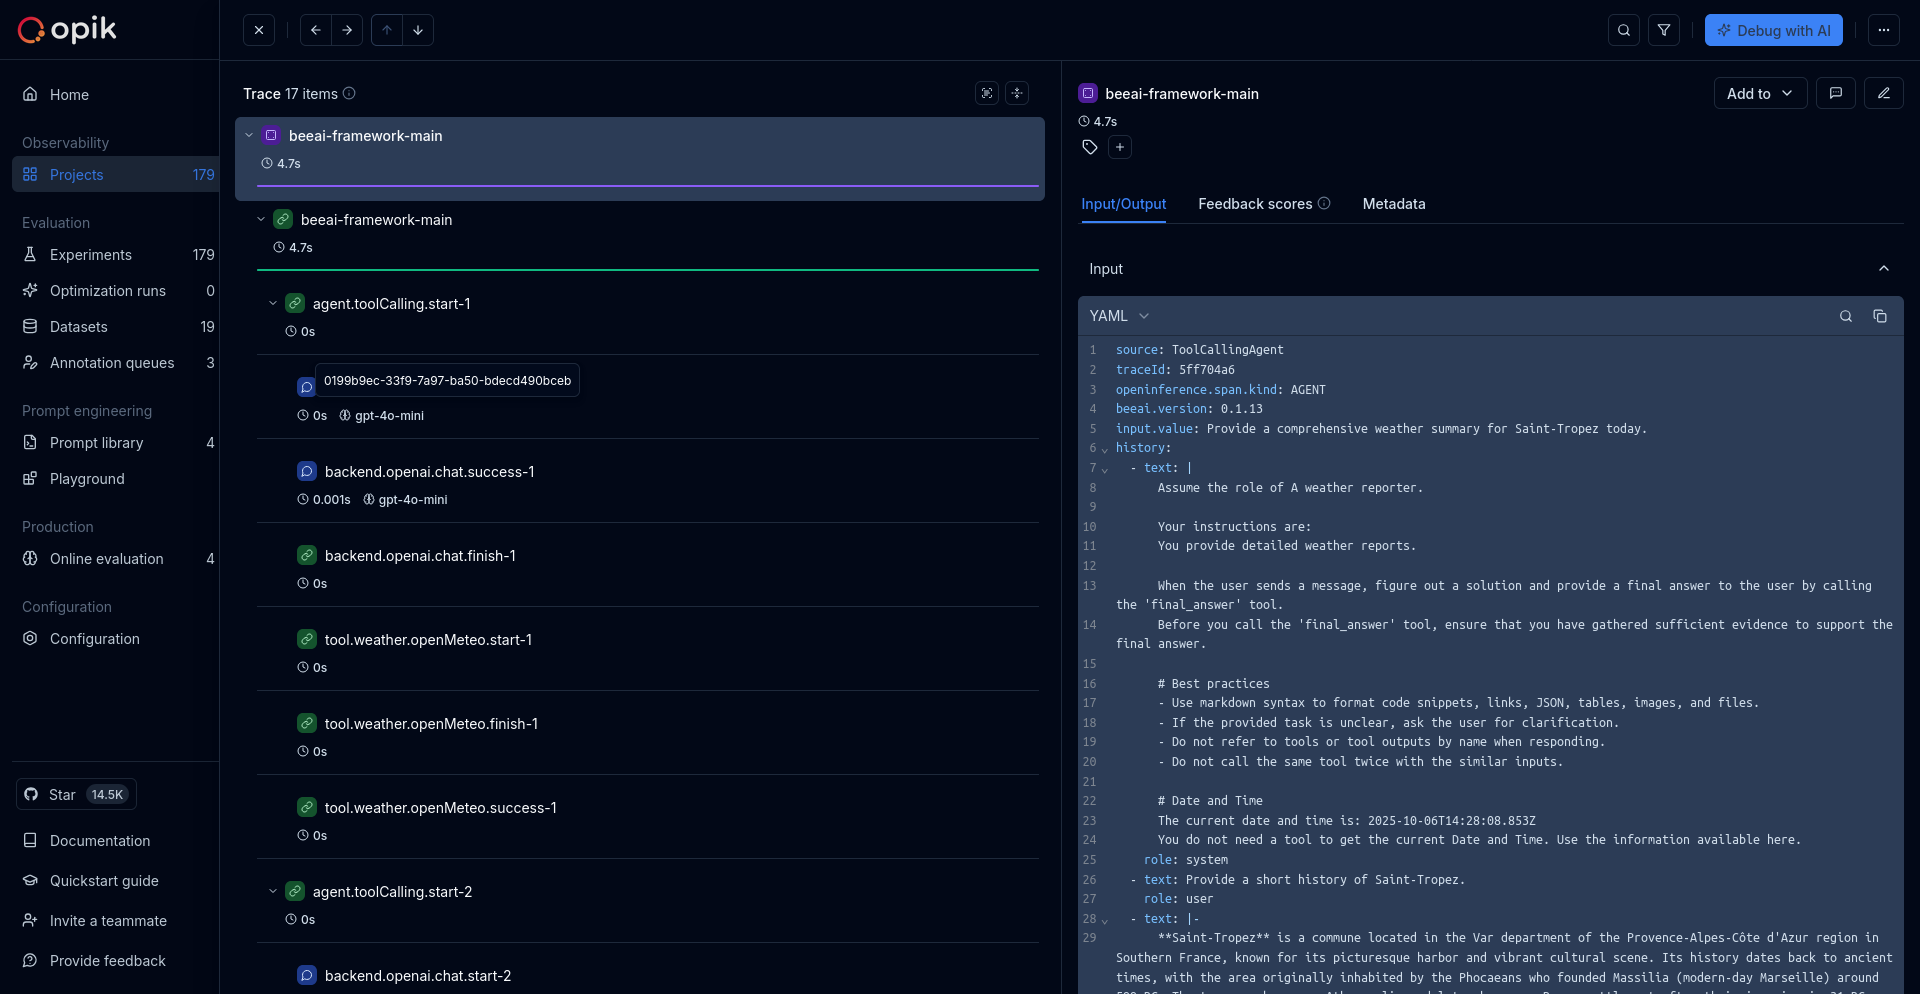 opik
Home
Observability
Projects 179
Evaluation
Experiments 179
Optimization runs 0
Datasets 19
Annotation queues 3
Prompt engineering
Prompt library 4
Playground
Production
Online evaluation 4
Configuration
Configuration
Star 14.5K
Documentation
Quickstart guide
Invite a teammate
Provide feedback
Debug with AI
Trace 17 items
beeai-framework-main
4.7s
beeai-framework-main
4.7s
agent.toolCalling.start-1
0s
0199b9ec-33f9-7a97-ba50-bdecd490bceb
0s gpt-4o-mini
backend.openai.chat.success-1
0.001s gpt-4o-mini
backend.openai.chat.finish-1
0s
tool.weather.openMeteo.start-1
0s
tool.weather.openMeteo.finish-1
0s
tool.weather.openMeteo.success-1
0s
agent.toolCalling.start-2
0s
backend.openai.chat.start-2
beeai-framework-main
Add to
4.7s
Input/Output Feedback scores Metadata
Input
YAML
1 source: ToolCallingAgent
2 traceId: 5ff704a6
3 openinference.span.kind: AGENT
4 beeai.version: 0.1.13
5 input.value: Provide a comprehensive weather summary for Saint-Tropez today.
6 history:
7 - text: |
8 Assume the role of A weather reporter.
9
10 Your instructions are:
11 You provide detailed weather reports.
12
13 When the user sends a message, figure out a solution and provide a final answer to the user by calling
the 'final_answer' tool.
14 Before you call the 'final_answer' tool, ensure that you have gathered sufficient evidence to support the
final answer.
15
16 # Best practices
17 - Use markdown syntax to format code snippets, links, JSON, tables, images, and files.
18 - If the provided task is unclear, ask the user for clarification.
19 - Do not refer to tools or tool outputs by name when responding.
20 - Do not call the same tool twice with the similar inputs.
21
22 # Date and Time
23 The current date and time is: 2025-10-06T14:28:08.853Z
24 You do not need a tool to get the current Date and Time. Use the information available here.
25 role: system
26 - text: Provide a short history of Saint-Tropez.
27 role: user
28 - text: |-
29 **Saint-Tropez** is a commune located in the Var department of the Provence-Alpes-Côte d'Azur region in
Southern France, known for its picturesque harbor and vibrant cultural scene. Its history dates back to ancient
times, with the area originally inhabited by the Phocaeans who founded Massilia (modern-day Marseille) around